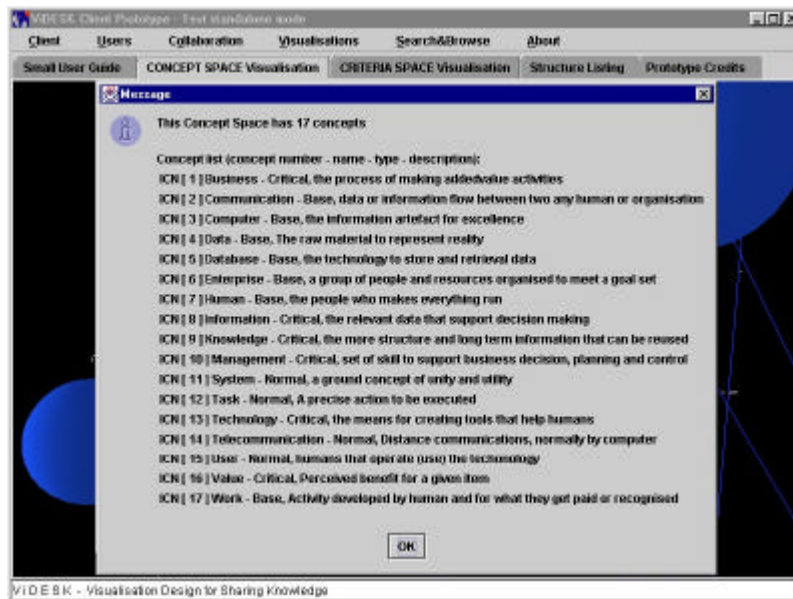 ViDESK Client Prototype - Test standalone mode
Client Users Collaboration Visualisations Search&Browse About
Small User Guide CONCEPT SPACE Visualisation CRITERIA SPACE Visualisation Structure Listing Prototype Credits
Message
This Concept Space has 17 concepts
Concept list (concept number - name - type - description):
ICN [ 1 ] Business - Critical, the process of making addedvalue activities
ICN [ 2 ] Communication - Base, data or information flow between two any human or organisation
ICN [ 3 ] Computer - Base, the information artefact for excellence
ICN [ 4 ] Data - Base, The raw material to represent reality
ICN [ 5 ] Database - Base, the technology to store and retrieval data
ICN [ 6 ] Enterprise - Base, a group of people and resources organised to meet a goal set
ICN [ 7 ] Human - Base, the people who makes everything run
ICN [ 8 ] Information - Critical, the relevant data that support decision making
ICN [ 9 ] Knowledge - Critical, the more structure and long term information that can be reused
ICN [ 10 ] Management - Critical, set of skill to support business decision, planning and control
ICN [ 11 ] System - Normal, a ground concept of unity and utility
ICN [ 12 ] Task - Normal, A precise action to be executed
ICN [ 13 ] Technology - Critical, the means for creating tools that help humans
ICN [ 14 ] Telecommunication - Normal, Distance communications, normally by computer
ICN [ 15 ] User - Normal, humans that operate (use) the techonology
ICN [ 16 ] Value - Critical, Perceived benefit for a given item
ICN [ 17 ] Work - Base, Activity developed by human and for what they get paid or recognised
OK
V i D E S K - Visualisation Design for Sharing Knowledge